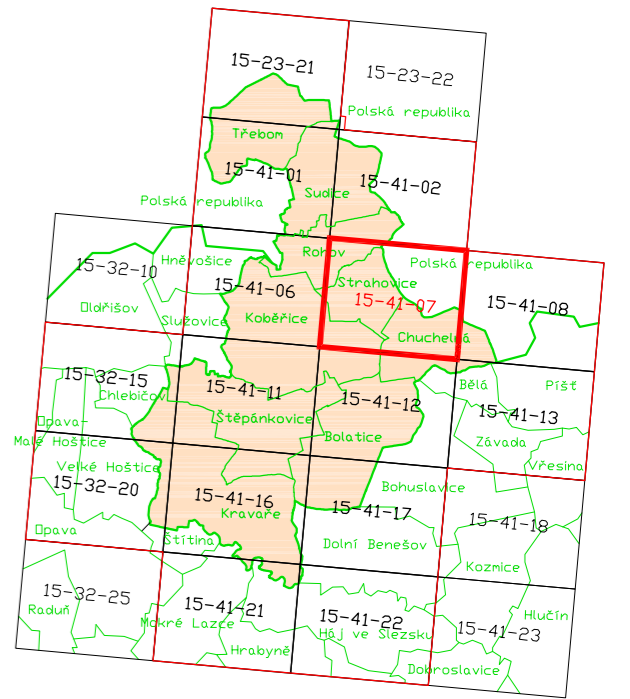 15-23-21
15-23-22
Polská republika
Třebom
15-41-01
15-41-02
Sudice
Polská republika
Rohov
Hněvošice
Polská republika
15-32-10
15-41-06
Strahovice
15-41-07
15-41-08
Oldřišov
Služovice
Kobeřice
Chuchelná
15-32-15
Chlebičov
15-41-11
15-41-12
Bělá
Píšť
15-41-13
Opava-
Malé Hoštice
Štěpánkovice
Bolatice
Závada
Velké Hoštice
Vřesina
15-32-20
15-41-16
Kravaře
Bohuslavice
15-41-17
15-41-18
Opava
Štítina
Dolní Benešov
Kozmice
15-32-25
Raduň
15-41-21
Mokré Lazce
15-41-22
Háj ve Slezsku
15-41-23
Hlučín
Hrabyně
Dobroslavice